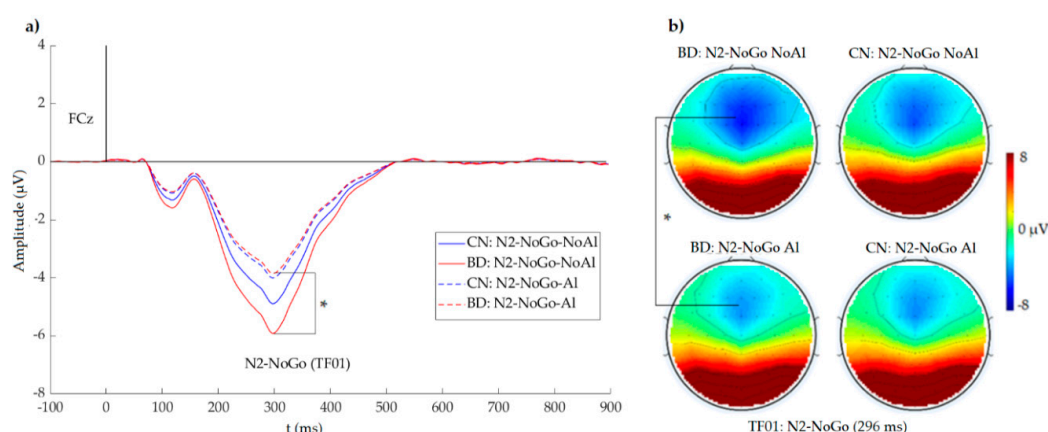 a)
4
2
0
-2
-4
-6
-8
Amplitude (µV)
FCz
*
CN: N2-NoGo-NoAl
BD: N2-NoGo-NoAl
CN: N2-NoGo-Al
BD: N2-NoGo-Al
N2-NoGo (TF01)
-100 0 100 200 300 400 500 600 700 800 900
t (ms)
b)
BD: N2-NoGo NoAl CN: N2-NoGo NoAl
*
BD: N2-NoGo Al CN: N2-NoGo Al
8
0 µV
-8
TF01: N2-NoGo (296 ms)